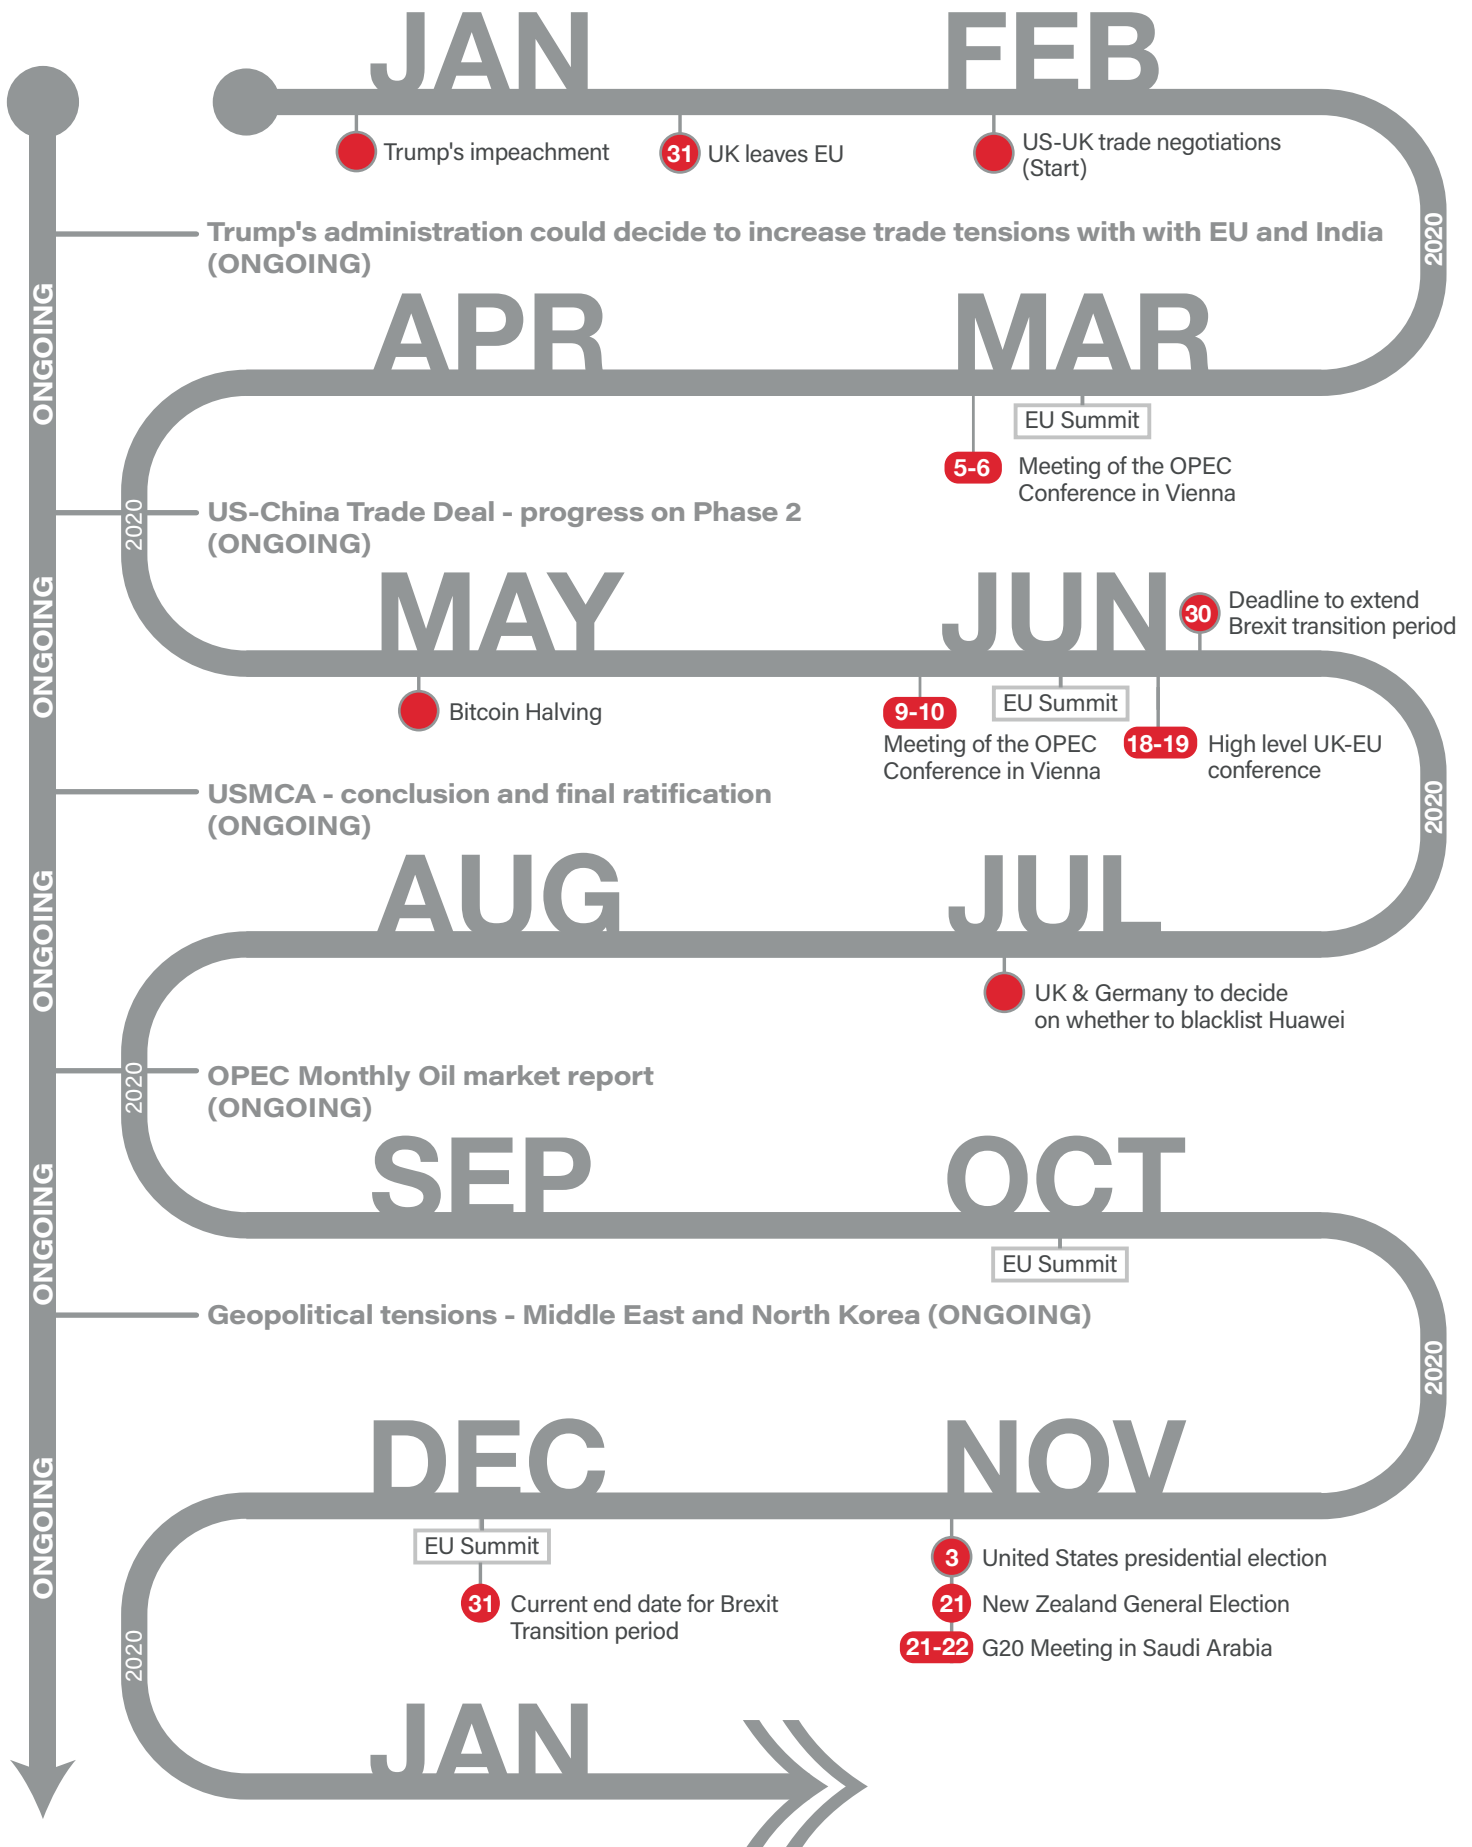 JAN
FEB
Trump's impeachment
31 UK leaves EU
US-UK trade negotiations
(Start)
2020
Trump's administration could decide to increase trade tensions with with EU and India
(ONGOING)
ONGOING
APR
MAR
EU Summit
5-6 Meeting of the OPEC
Conference in Vienna
2020
US-China Trade Deal - progress on Phase 2
(ONGOING)
ONGOING
MAY
JUN
30 Deadline to extend
Brexit transition period
Bitcoin Halving
9-10
Meeting of the OPEC
Conference in Vienna
EU Summit
18-19 High level UK-EU
conference
2020
USMCA - conclusion and final ratification
(ONGOING)
ONGOING
AUG
JUL
UK & Germany to decide
on whether to blacklist Huawei
2020
OPEC Monthly Oil market report
(ONGOING)
ONGOING
SEP
OCT
EU Summit
Geopolitical tensions - Middle East and North Korea (ONGOING)
2020
ONGOING
DEC
NOV
EU Summit
31 Current end date for Brexit
Transition period
3 United States presidential election
21 New Zealand General Election
21-22 G20 Meeting in Saudi Arabia
2020
JAN